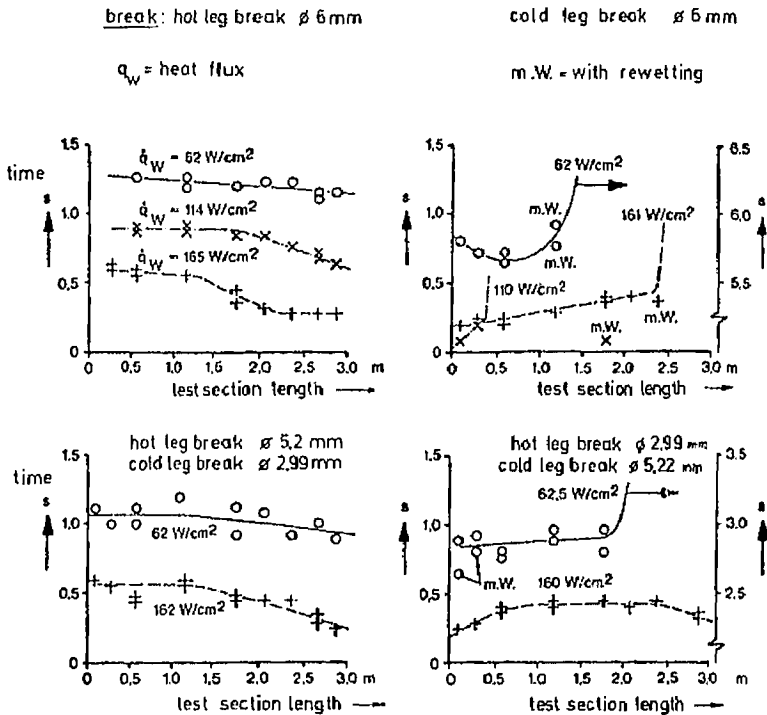 break: hot leg break ø 6mm
cold leg break ø 6mm
q_W = heat flux
m.W. = with rewetting
time
s
1.5
1.0
0.5
0
q̇_W = 62 W/cm²
q̇_W = 114 W/cm²
q̇_W = 165 W/cm²
0 0.5 1.0 1.5 2.0 2.5 3.0 m
test section length
1.5
1.0
0.5
0
s
62 W/cm²
161 W/cm²
110 W/cm²
m.W.
m.W.
m.W.
m.W.
6.5
6.0
5.5
s
0 0.5 1.0 1.5 2.0 2.5 3.0 m
test section length
hot leg break ø 5,2 mm
cold leg break ø 2,99mm
time
s
1.5
1.0
0.5
0
62 W/cm²
162 W/cm²
0 0,5 1.0 1.5 2.0 2.5 3.0 m
test section length
hot leg break ø 2,99 mm
cold leg break ø 5,22 mm
1.5
1.0
0.5
0
s
62,5 W/cm²
m.W.
160 W/cm²
3.5
3.0
2.5
s
0 0.5 1.0 1.5 2.0 2.5 3.0 m
test section length